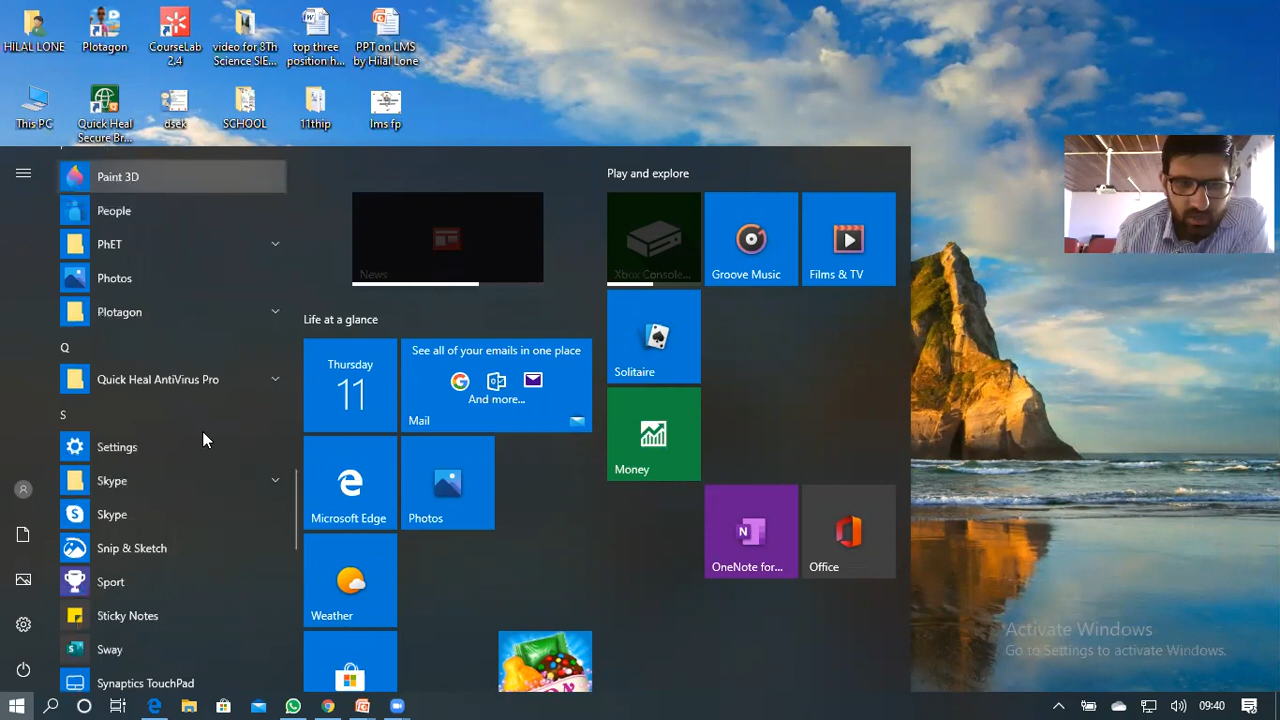 HILAL LONE
Plotagon
CourseLab
2.4
video for 8Th
Science SIE...
top three
position h...
PPT on LMS
by Hilal Lone
This PC
Quick Heal
Secure Br...
dsek
SCHOOL
11thip
lms fp
Paint 3D
People
PhET
Photos
Plotagon
Q
Quick Heal AntiVirus Pro
S
Settings
Skype
Skype
Snip & Sketch
Sport
Sticky Notes
Sway
Synaptics TouchPad
News
Life at a glance
Thursday
11
See all of your emails in one place
And more...
Mail
Microsoft Edge
Photos
Weather
Play and explore
Xbox Console...
Groove Music
Films & TV
Solitaire
Money
OneNote for...
Office
Activate Windows
Go to Settings to activate Windows.
09:40